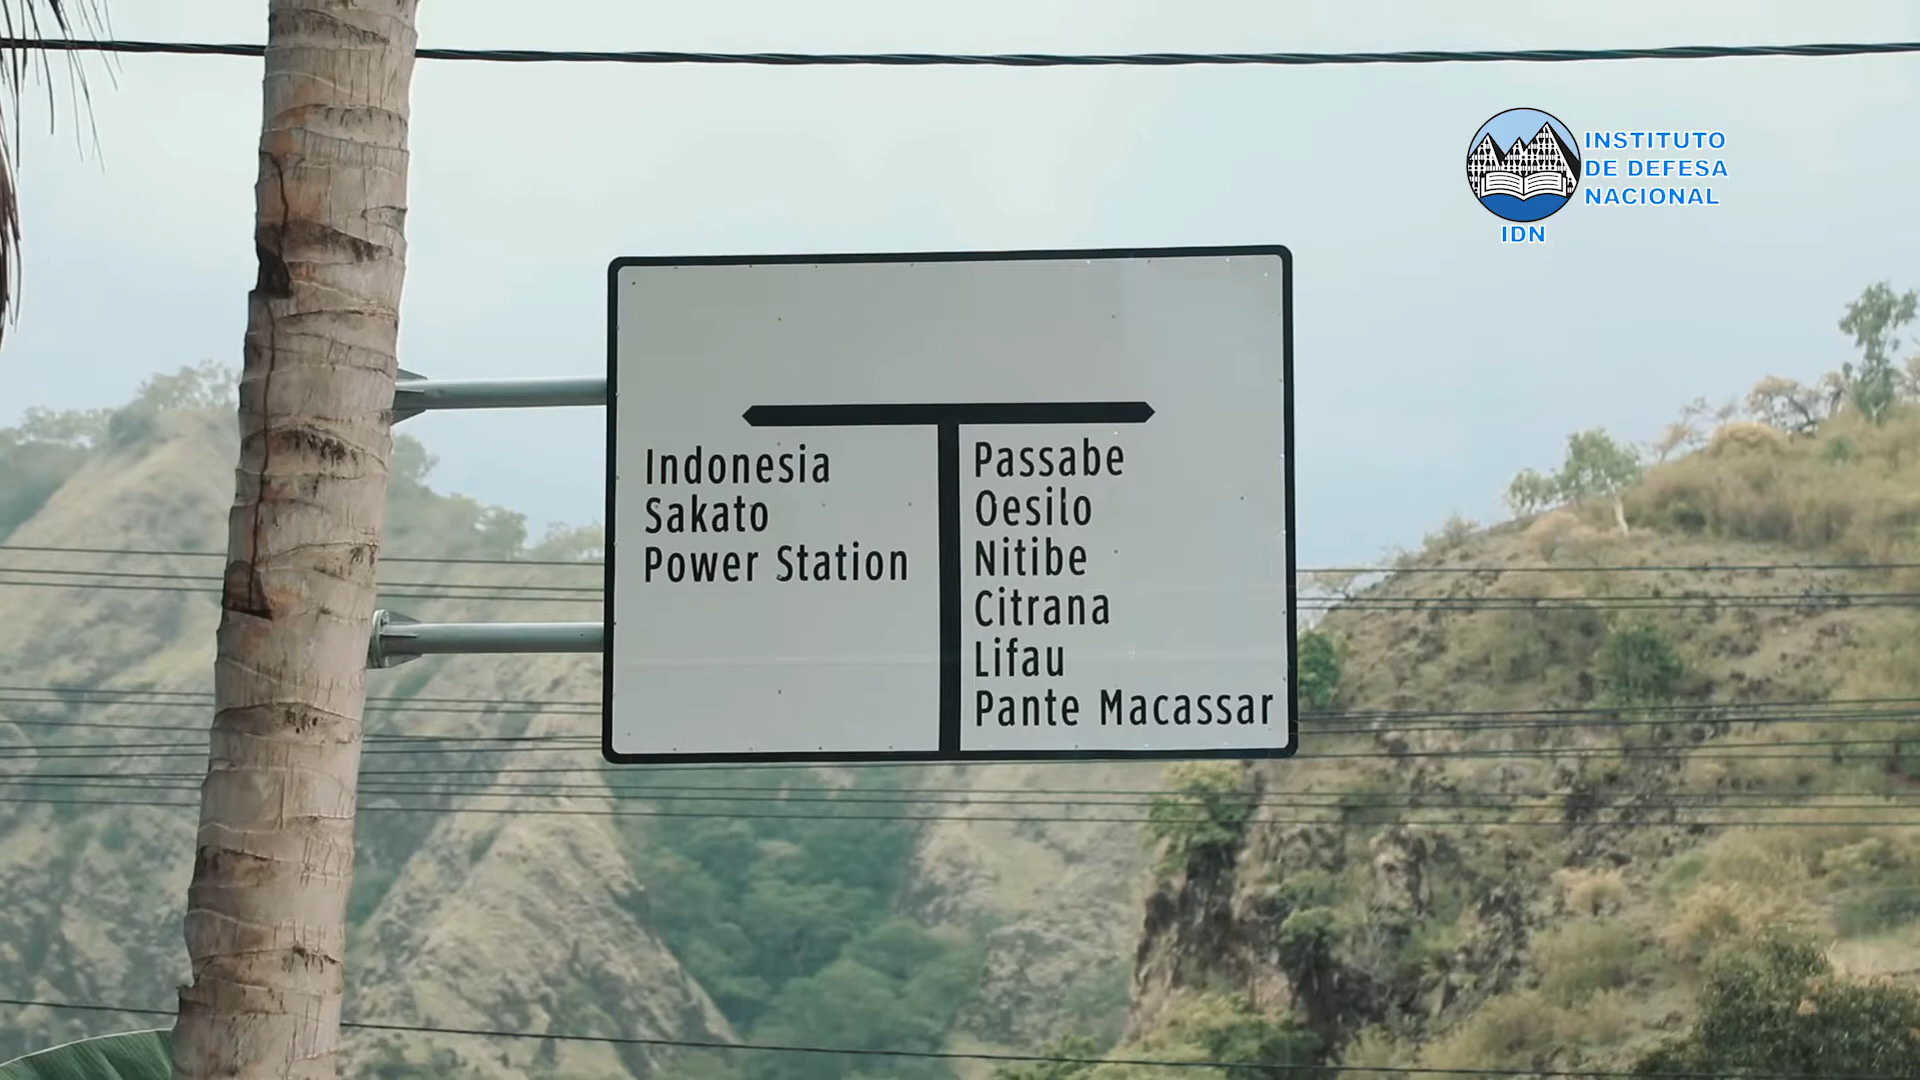 INSTITUTO
DE DEFESA
NACIONAL
IDN
Indonesia
Sakato
Power Station
Passabe
Oesilo
Nitibe
Citrana
Lifau
Pante Macassar